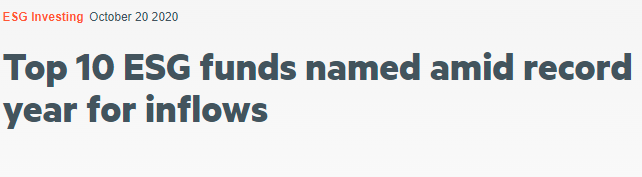 ESG Investing October 20 2020
Top 10 ESG funds named amid record
year for inflows